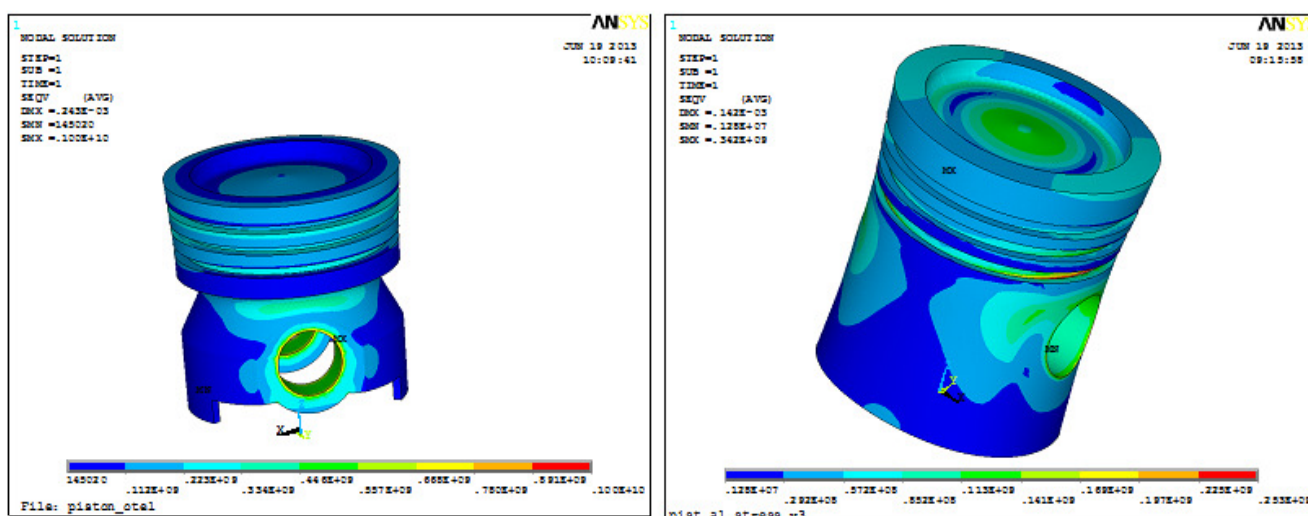 1
ANSYS
NODAL SOLUTION
JUN 19 2013
10:09:41
STEP=1
SUB =1
TIME=1
SEQV (AVG)
DMX =.243E-03
SMN =145020
SMX =.100E+10
MX
MN
X
Y
145020 .223E+09 .446E+09 .668E+09 .891E+09
.112E+09 .334E+09 .557E+09 .780E+09 .100E+10
File: piston_otel
1
ANSYS
NODAL SOLUTION
JUN 19 2013
09:15:58
STEP=1
SUB =1
TIME=1
SEQV (AVG)
DMX =.142E-03
SMN =.128E+07
SMX =.342E+09
MX
MN
Y
X
.128E+07 .572E+08 .113E+09 .169E+09 .225E+09
.292E+08 .852E+08 .141E+09 .197E+09 .253E+09